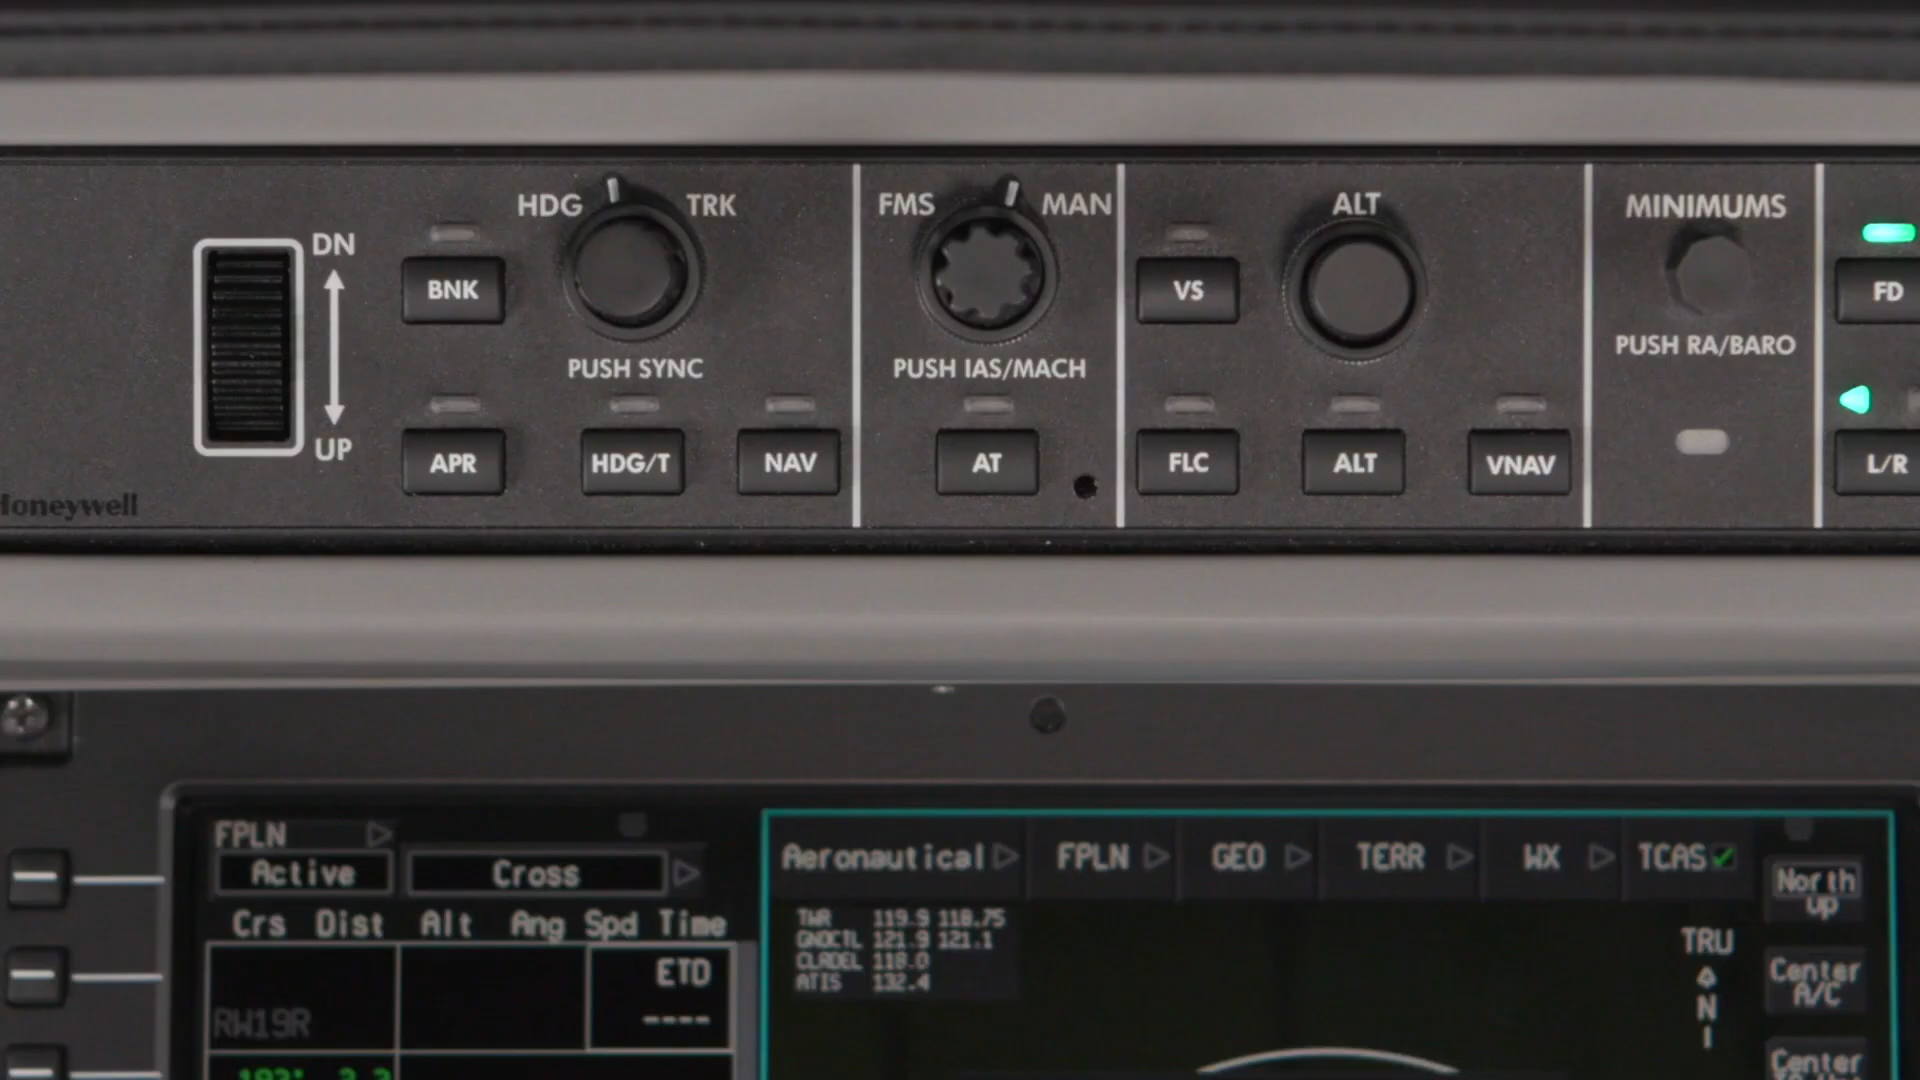 HDG TRK FMS MAN ALT MINIMUMS
DN
BNK VS FD
PUSH SYNC PUSH IAS/MACH PUSH RA/BARO
UP
APR HDG/T NAV AT FLC ALT VNAV L/R
Honeywell
FPLN
Active Cross
Crs Dist Alt Ang Spd Time
ETD
RW19R ----
Aeronautical FPLN GEO TERR WX TCAS
TWR 119.9 118.75
GNDCTL 121.9 121.1
CLRDEL 118.0
ATIS 132.4
TRU
N
North
up
Center
A/C
Center